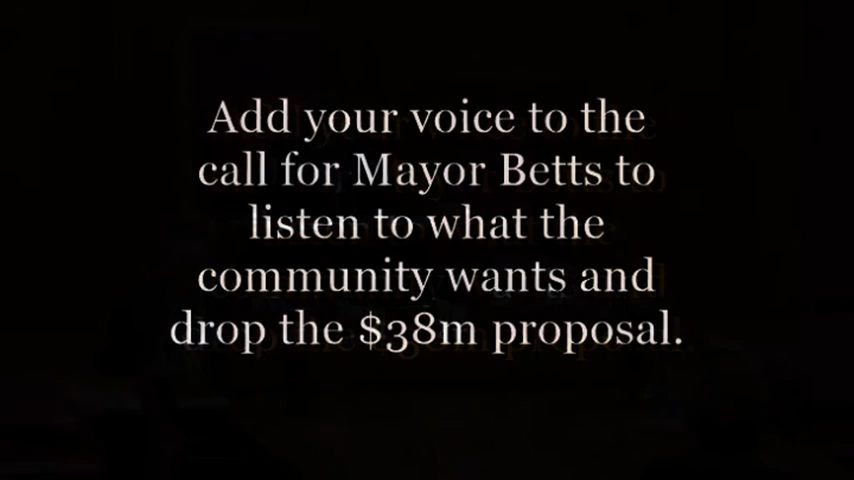 Add your voice to the
call for Mayor Betts to
listen to what the
community wants and
drop the $38m proposal.